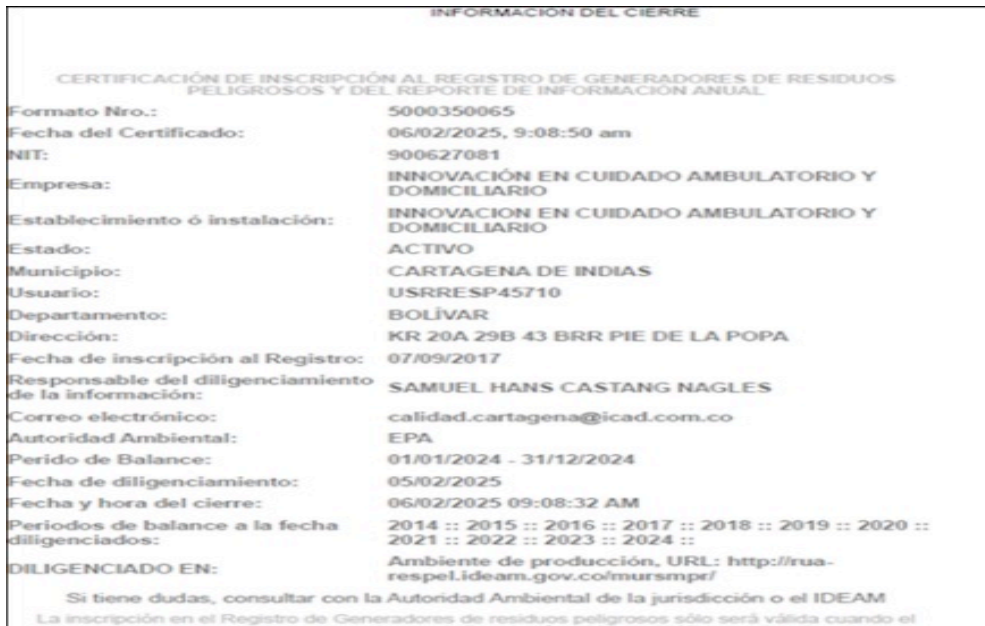 INFORMACIÓN DEL CIERRE
CERTIFICACIÓN DE INSCRIPCIÓN AL REGISTRO DE GENERADORES DE RESIDUOS
PELIGROSOS Y DEL REPORTE DE INFORMACIÓN ANUAL
Formato Nro.: 5000350065
Fecha del Certificado: 06/02/2025, 9:08:50 am
NIT: 900627081
Empresa: INNOVACIÓN EN CUIDADO AMBULATORIO Y
DOMICILIARIO
Establecimiento ó instalación: INNOVACION EN CUIDADO AMBULATORIO Y
DOMICILIARIO
Estado: ACTIVO
Municipio: CARTAGENA DE INDIAS
Usuario: USRRESP45710
Departamento: BOLÍVAR
Dirección: KR 20A 29B 43 BRR PIE DE LA POPA
Fecha de inscripción al Registro: 07/09/2017
Responsable del diligenciamiento
de la información: SAMUEL HANS CASTANG NAGLES
Correo electrónico: calidad.cartagena@icad.com.co
Autoridad Ambiental: EPA
Perido de Balance: 01/01/2024 - 31/12/2024
Fecha de diligenciamiento: 05/02/2025
Fecha y hora del cierre: 06/02/2025 09:08:32 AM
Periodos de balance a la fecha 2014 :: 2015 :: 2016 :: 2017 :: 2018 :: 2019 :: 2020 ::
diligenciados: 2021 :: 2022 :: 2023 :: 2024 ::
DILIGENCIADO EN: Ambiente de producción, URL: http://rua-
respel.ideam.gov.co/mursmpr/
Si tiene dudas, consultar con la Autoridad Ambiental de la jurisdicción o el IDEAM
La inscripción en el Registro de Generadores de residuos peligrosos sólo será válida cuando el